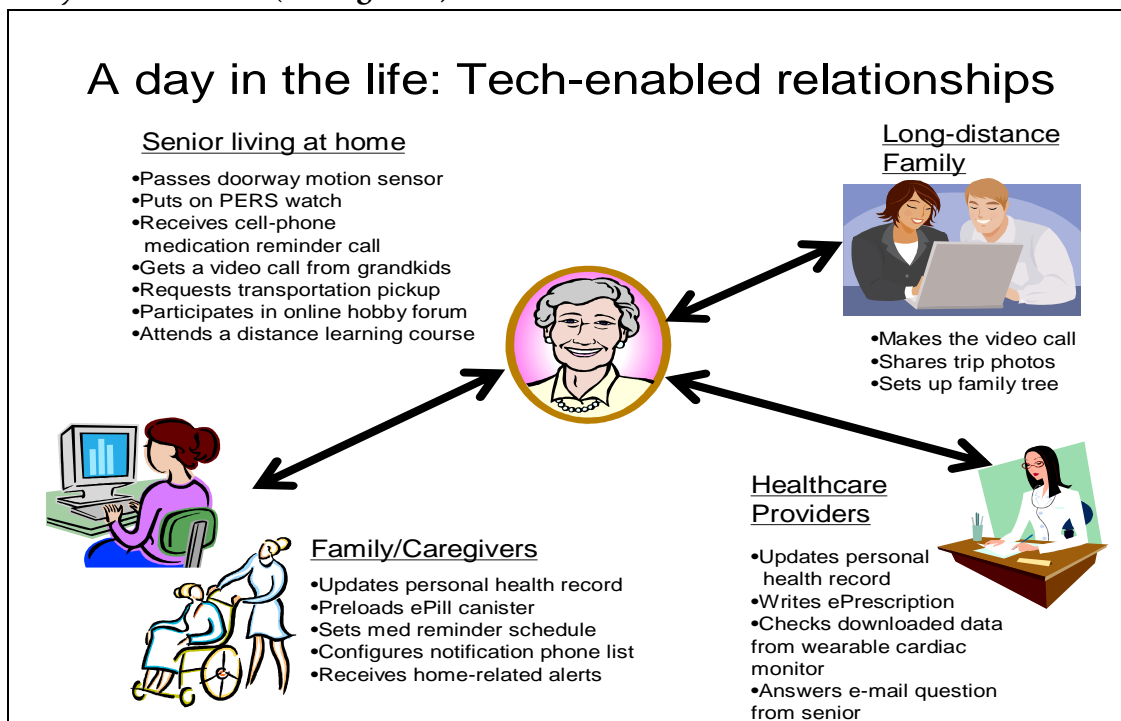 A day in the life: Tech-enabled relationships
Senior living at home
•Passes doorway motion sensor
•Puts on PERS watch
•Receives cell-phone
medication reminder call
•Gets a video call from grandkids
•Requests transportation pickup
•Participates in online hobby forum
•Attends a distance learning course
Long-distance
Family
•Makes the video call
•Shares trip photos
•Sets up family tree
Family/Caregivers
•Updates personal health record
•Preloads ePill canister
•Sets med reminder schedule
•Configures notification phone list
•Receives home-related alerts
Healthcare
Providers
•Updates personal
health record
•Writes ePrescription
•Checks downloaded data
from wearable cardiac
monitor
•Answers e-mail question
from senior